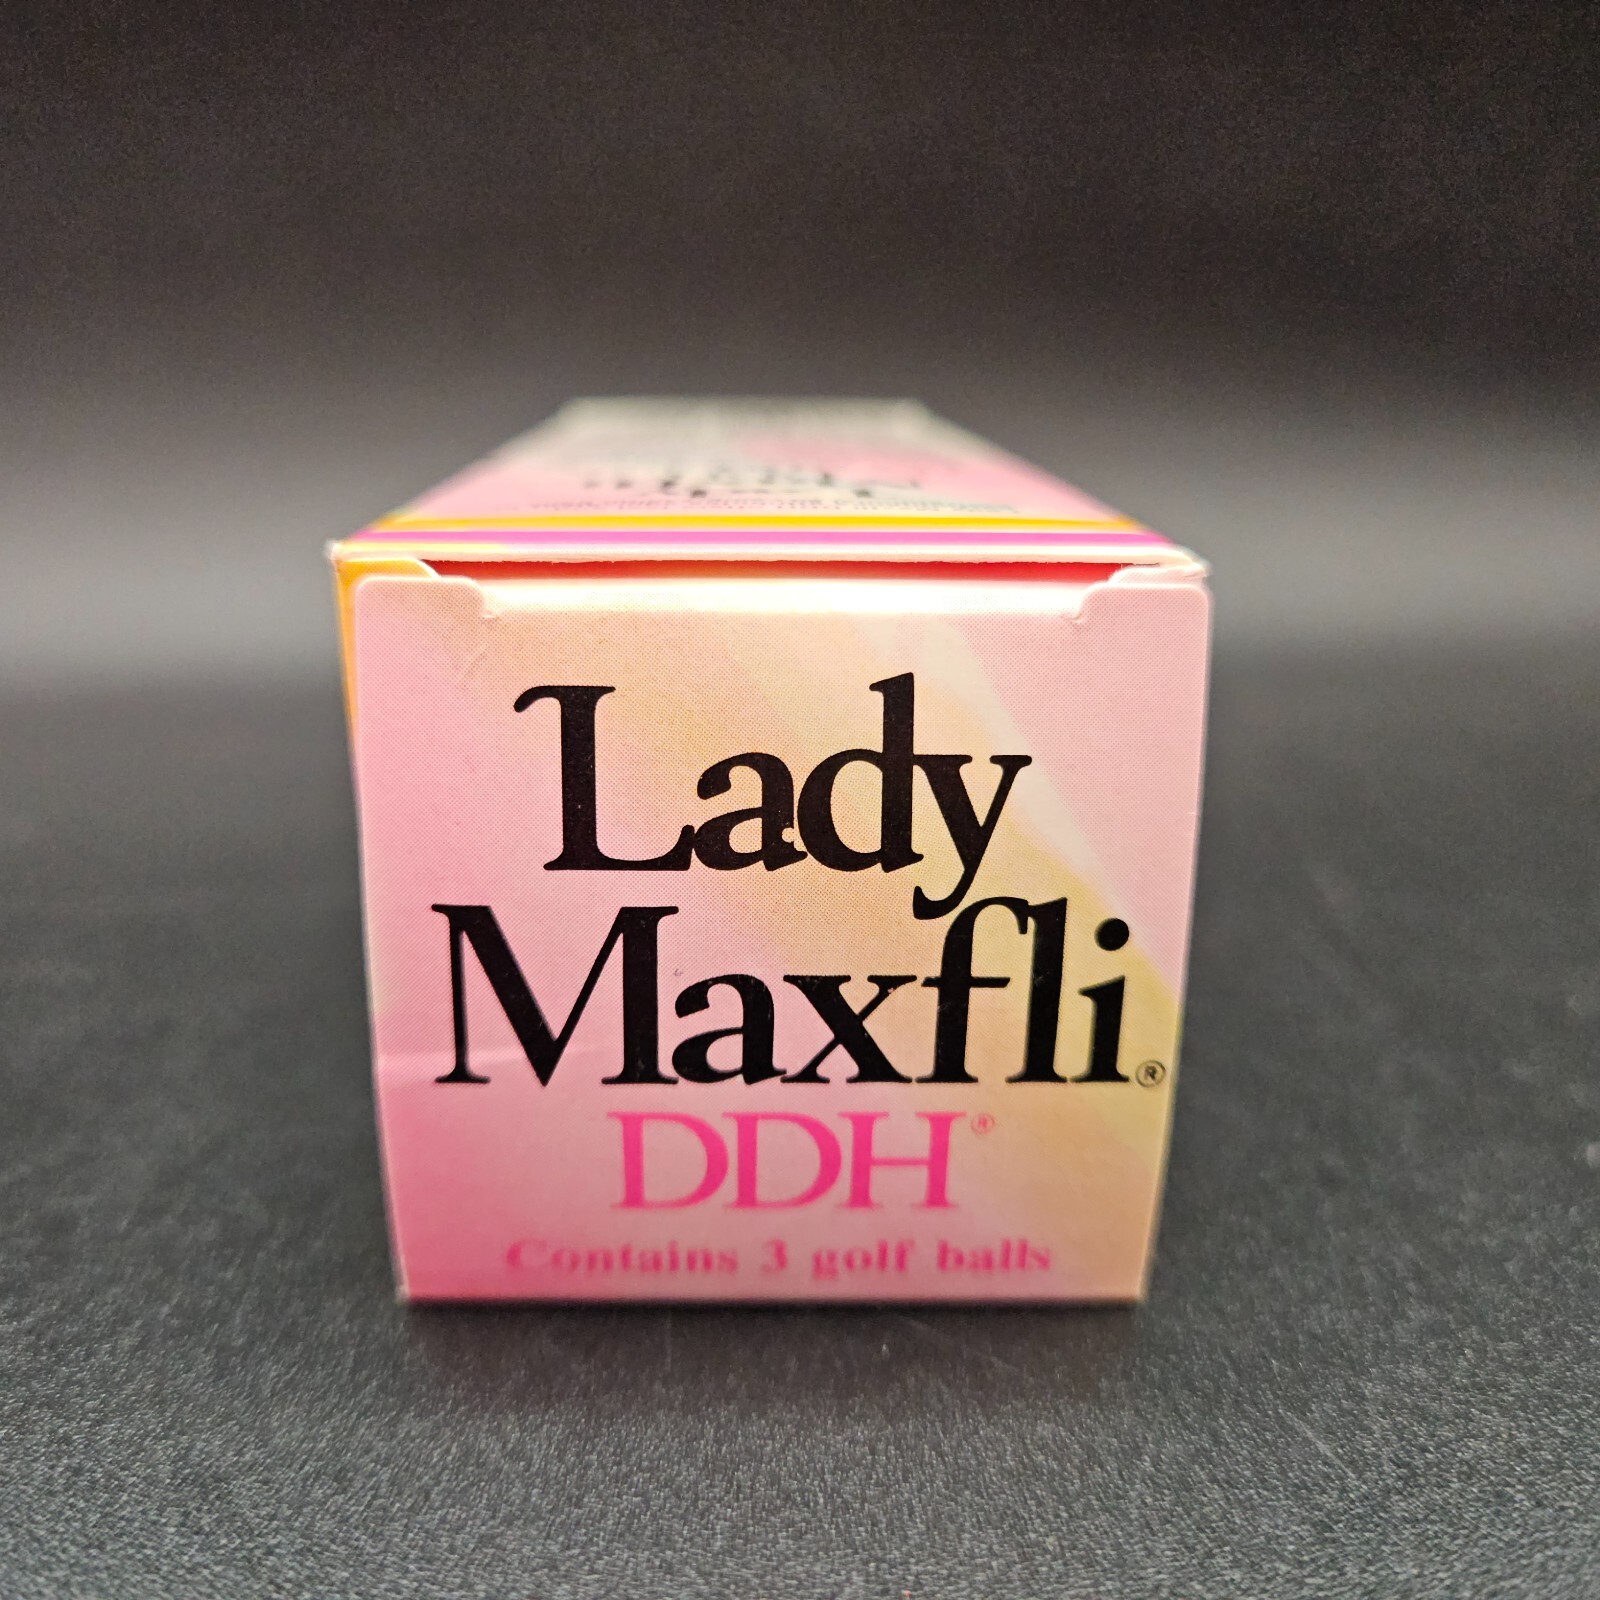 Lady
Maxfli®
DDH®
Contains 3 golf balls